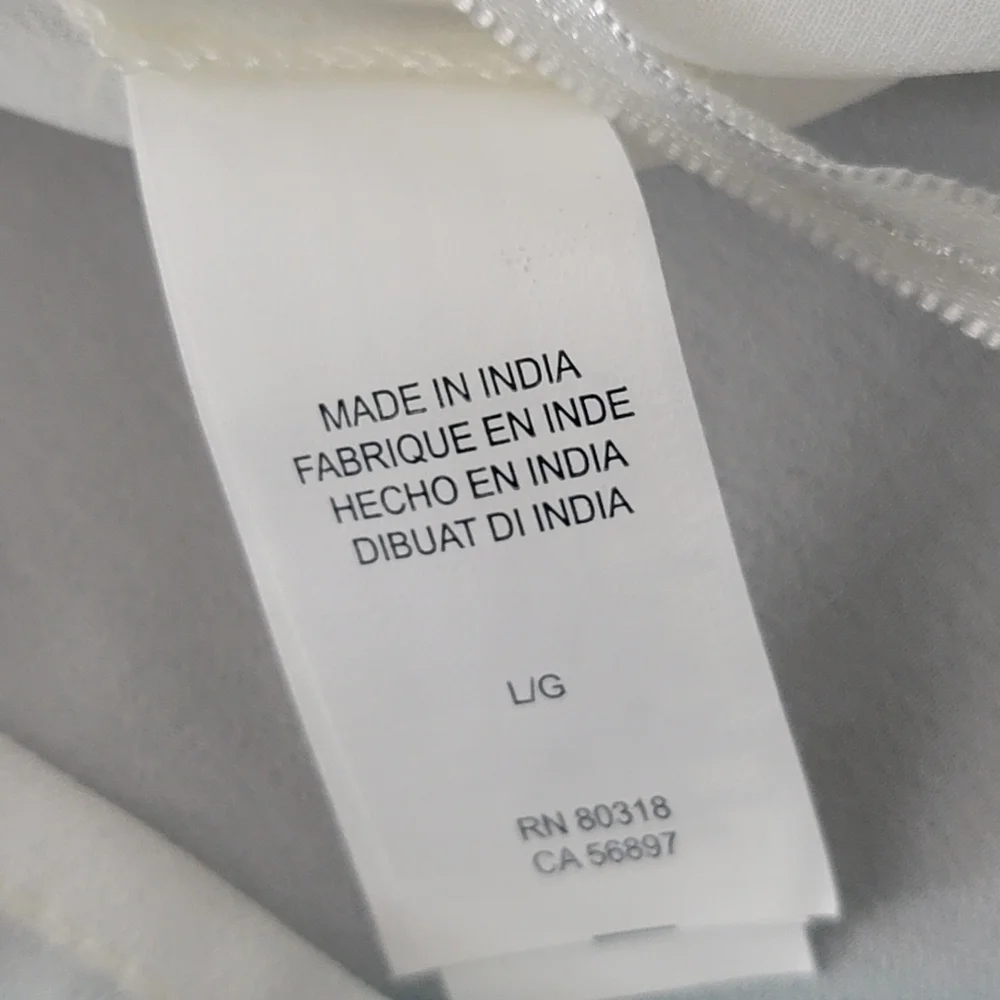 MADE IN INDIA
FABRIQUE EN INDE
HECHO EN INDIA
DIBUAT DI INDIA
L/G
RN 80318
CA 56897